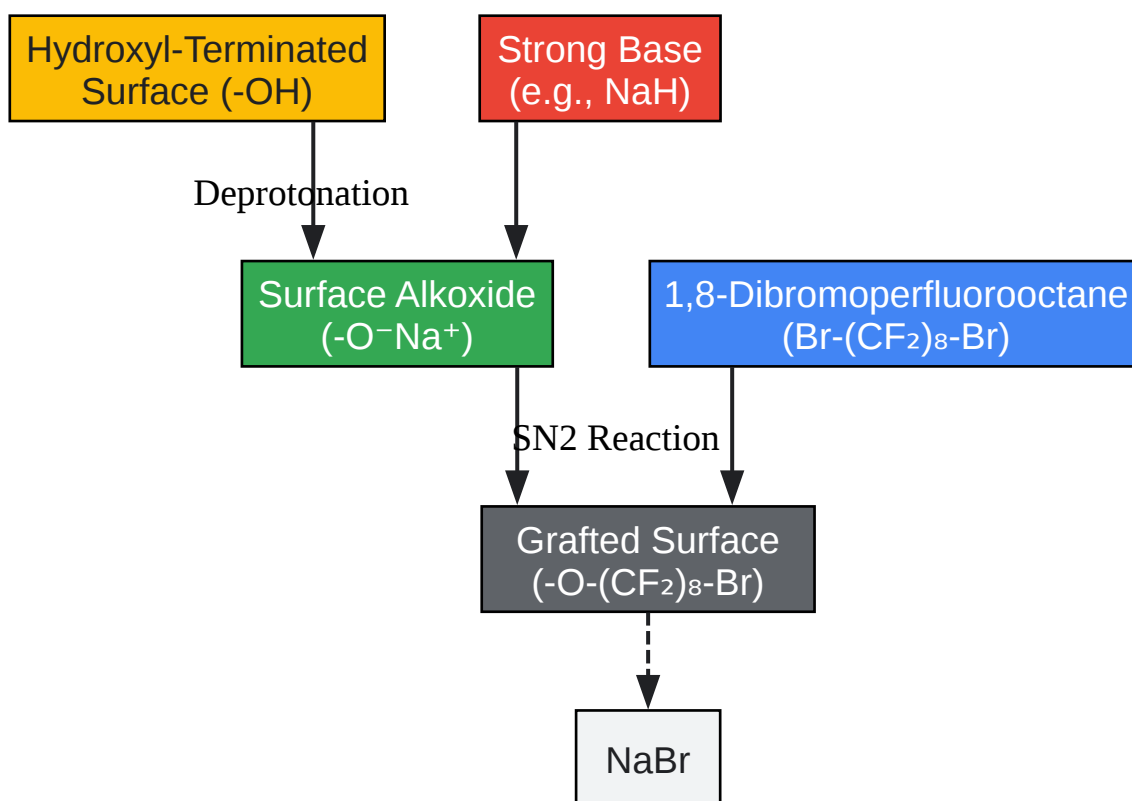 Hydroxyl-Terminated
Surface (-OH)
Strong Base
(e.g., NaH)
Deprotonation
Surface Alkoxide
(-O⁻Na⁺)
1,8-Dibromoperfluorooctane
(Br-(CF₂)₈-Br)
SN2 Reaction
Grafted Surface
(-O-(CF₂)₈-Br)
NaBr